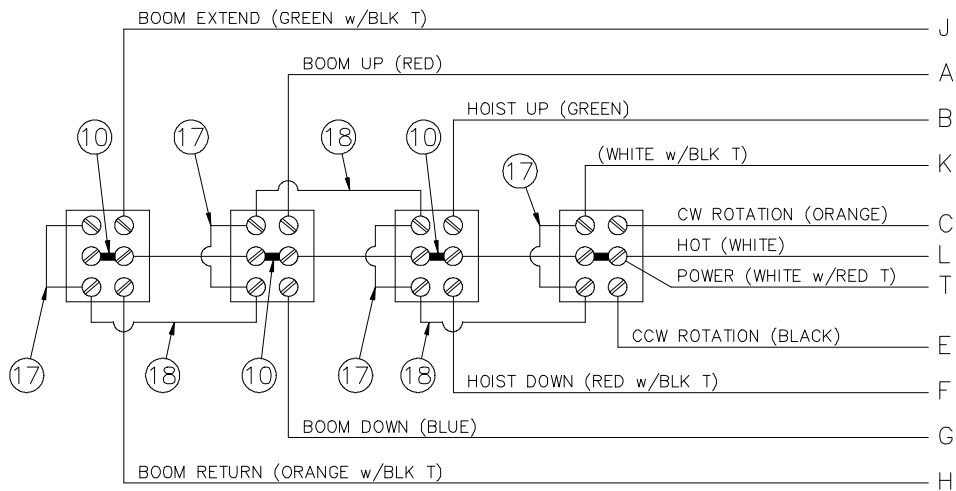 BOOM EXTEND (GREEN w/BLK T)
J
BOOM UP (RED)
A
HOIST UP (GREEN)
B
10
17
18
10
17
(WHITE w/BLK T)
K
CW ROTATION (ORANGE)
C
HOT (WHITE)
L
POWER (WHITE w/RED T)
T
CCW ROTATION (BLACK)
E
17
18
10
17
18
HOIST DOWN (RED w/BLK T)
F
BOOM DOWN (BLUE)
G
BOOM RETURN (ORANGE w/BLK T)
H